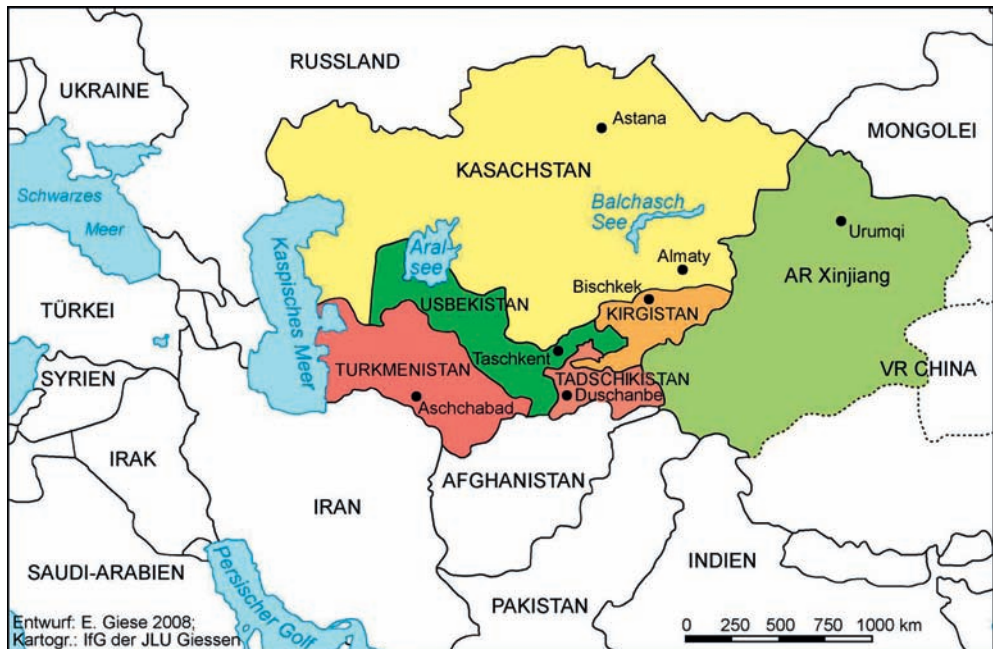 RUSSLAND
UKRAINE
Astana
MONGOLEI
KASACHSTAN
Schwarzes
Meer
Balchasch
See
Urumqi
Kaspisches Meer
Aral
see
Almaty
AR Xinjiang
Bischkek
USBEKISTAN
KIRGISTAN
TÜRKEI
Taschkent
TURKMENISTAN
VR CHINA
SYRIEN
TADSCHIKISTAN
Duschanbe
Aschchabad
IRAK
AFGHANISTAN
IRAN
INDIEN
SAUDI-ARABIEN
Persischer Golf
PAKISTAN
Entwurf: E. Giese 2008;
Kartogr.: IfG der JLU Giessen
0 250 500 750 1000 km